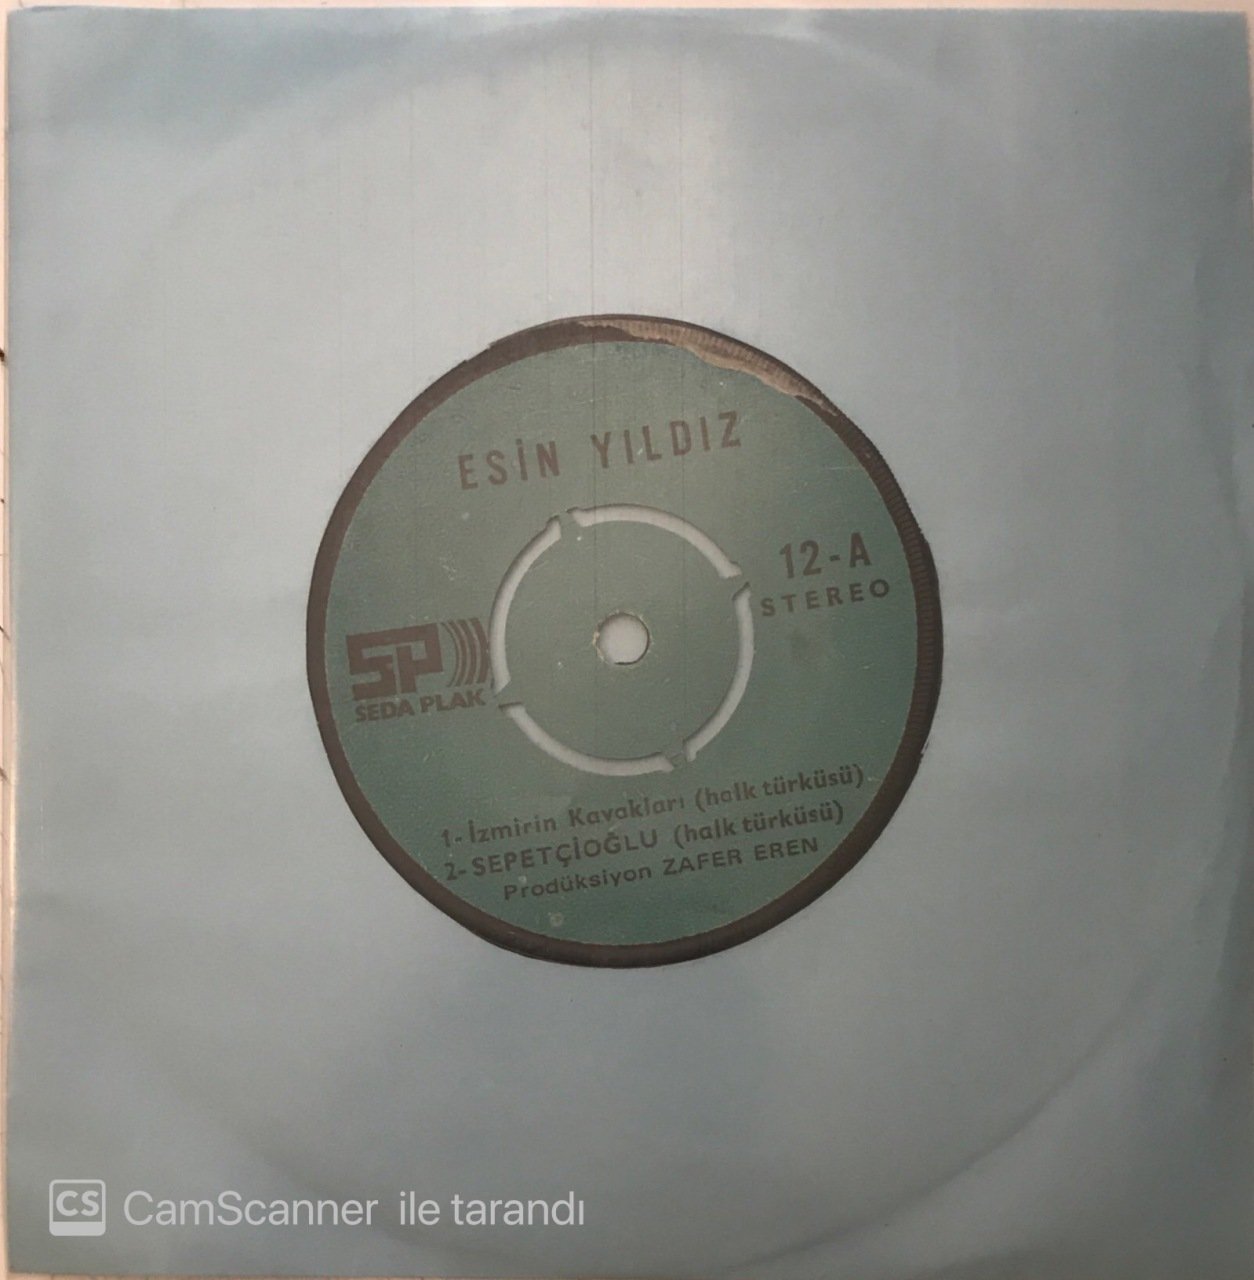 ESİN YILDIZ
12-A
STEREO
SP
SEDA PLAK
1- İzmirin Kavakları (halk türküsü)
2- SEPETÇİOĞLU (halk türküsü)
Prodüksiyon ZAFER EREN
CS CamScanner ile tarandı